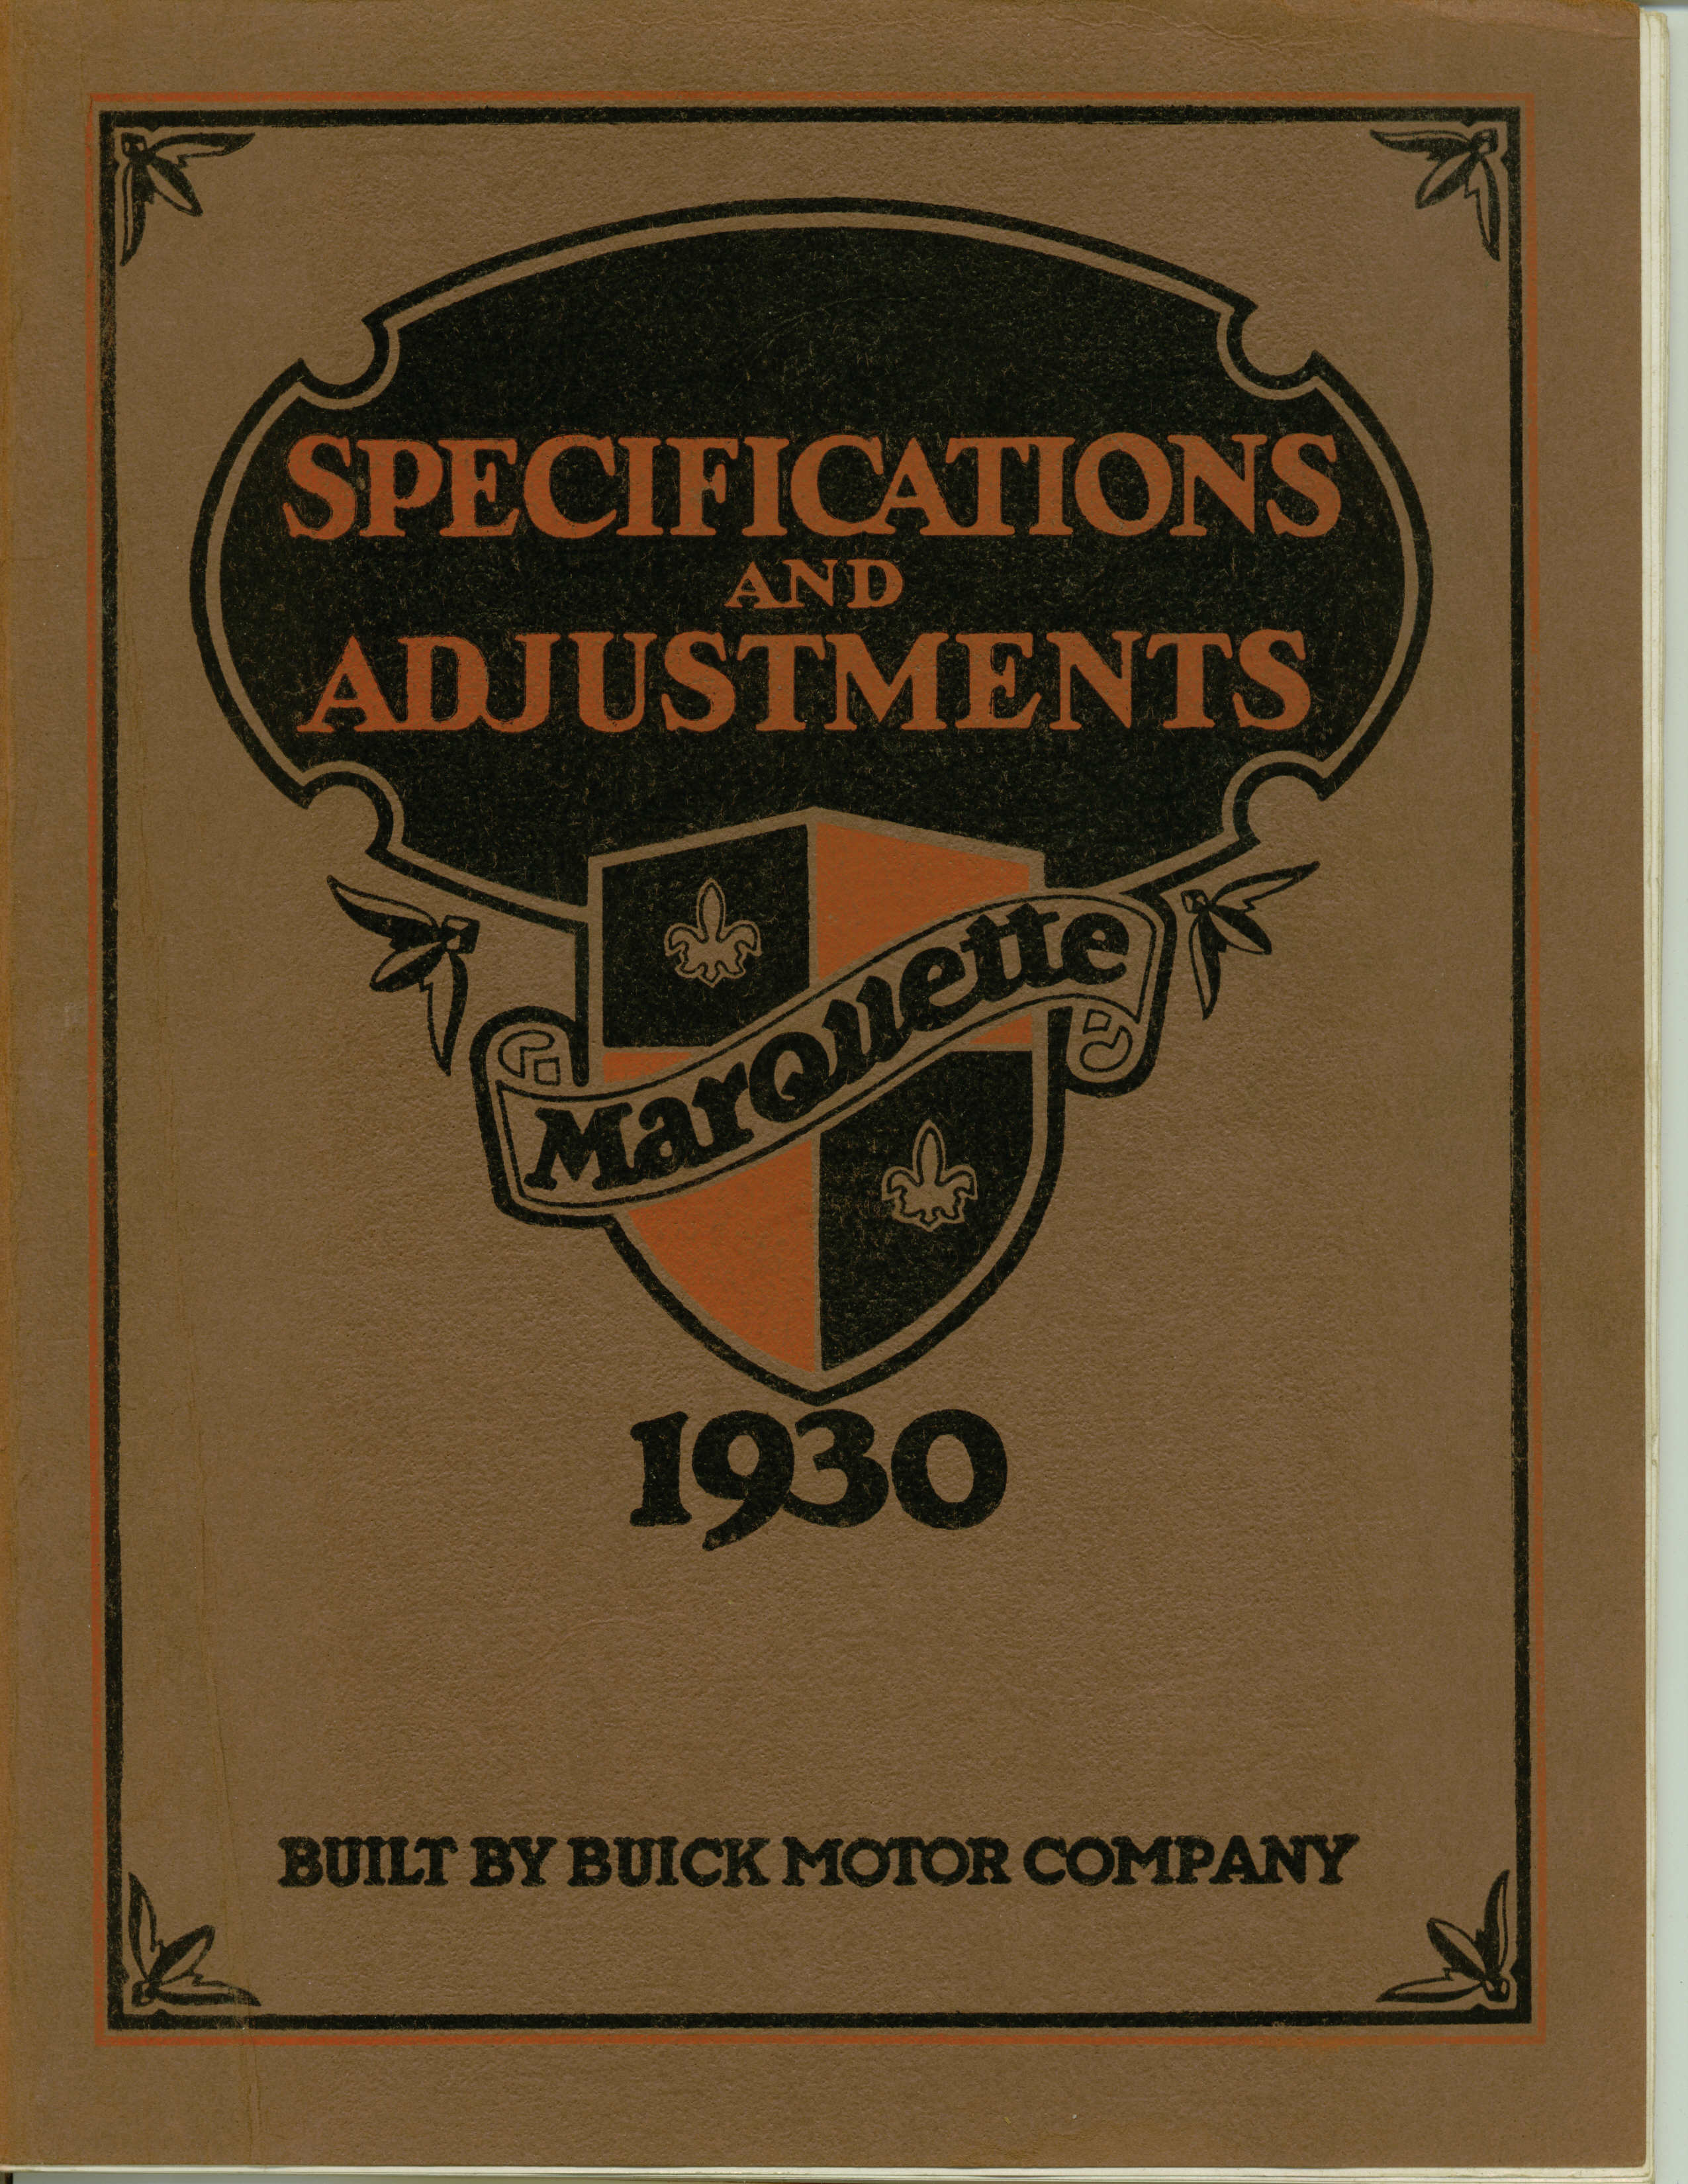 SPECIFICATIONS
AND
ADJUSTMENTS
Marquette
1930
BUILT BY BUICK MOTOR COMPANY